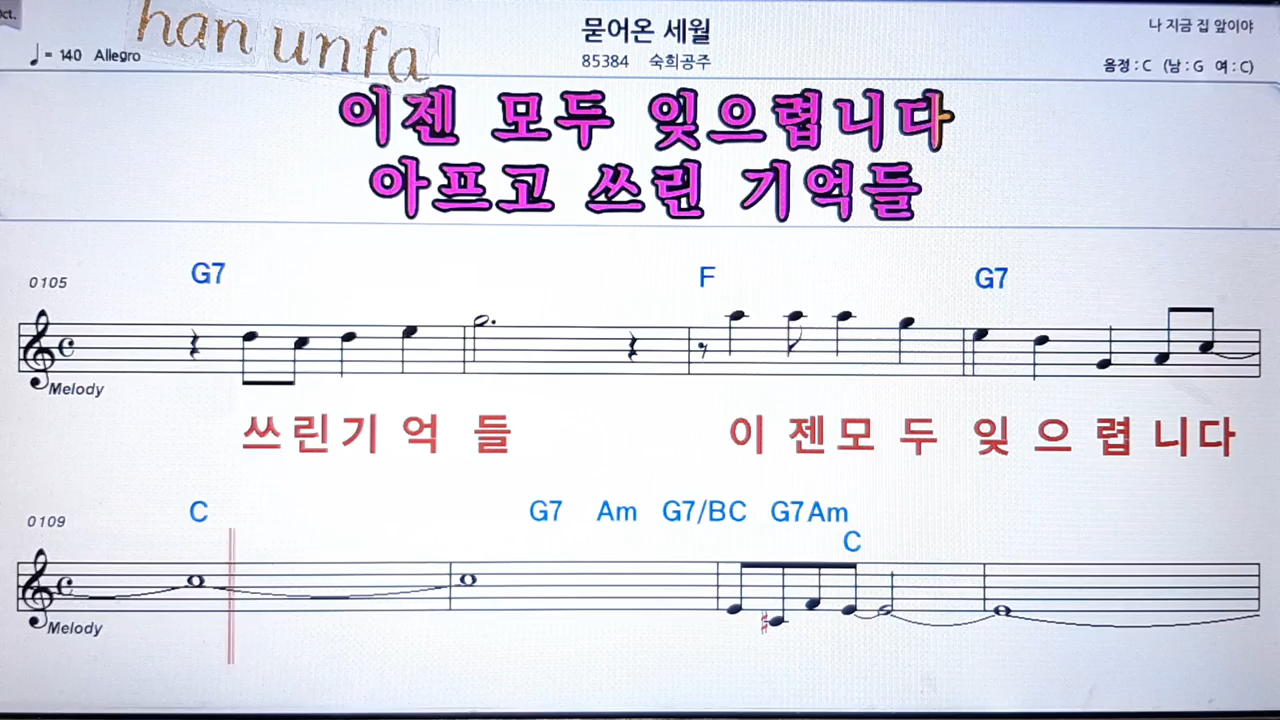 ct.
han unfa
♩= 140 Allegro
묻어온 세월
85384 숙희공주
나 지금 집 앞이야
음정 : C (남 : G 여 : C)
이젠 모두 잊으렵니다
아프고 쓰린 기억들
0105
G7 F G7
Melody
쓰린기 억 들 이 젠모 두 잊 으 렵 니다
0109
C G7 Am G7/B C G7 Am
C
Melody